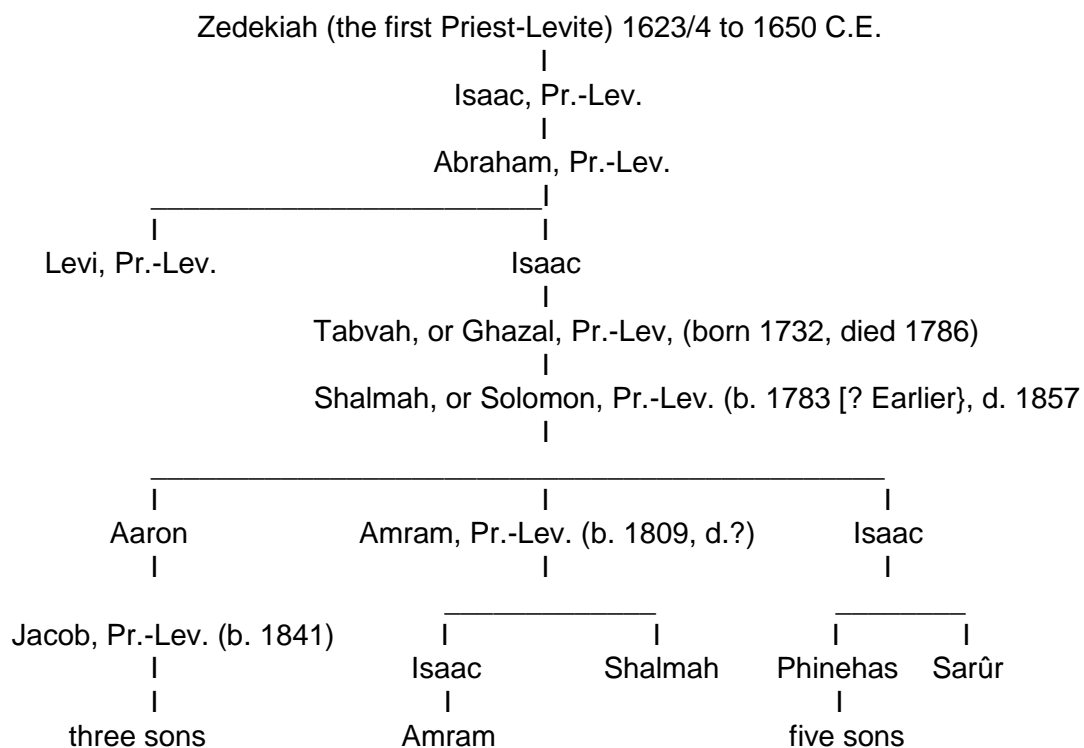 Zedekiah (the first Priest-Levite) 1623/4 to 1650 C.E.
Isaac, Pr.-Lev.
Abraham, Pr.-Lev.
Levi, Pr.-Lev. Isaac
Tabvah, or Ghazal, Pr.-Lev, (born 1732, died 1786)
Shalmah, or Solomon, Pr.-Lev. (b. 1783 [? Earlier}, d. 1857
Aaron Amram, Pr.-Lev. (b. 1809, d.?) Isaac
Jacob, Pr.-Lev. (b. 1841)
Isaac Shalmah Phinehas Sarûr
three sons Amram five sons